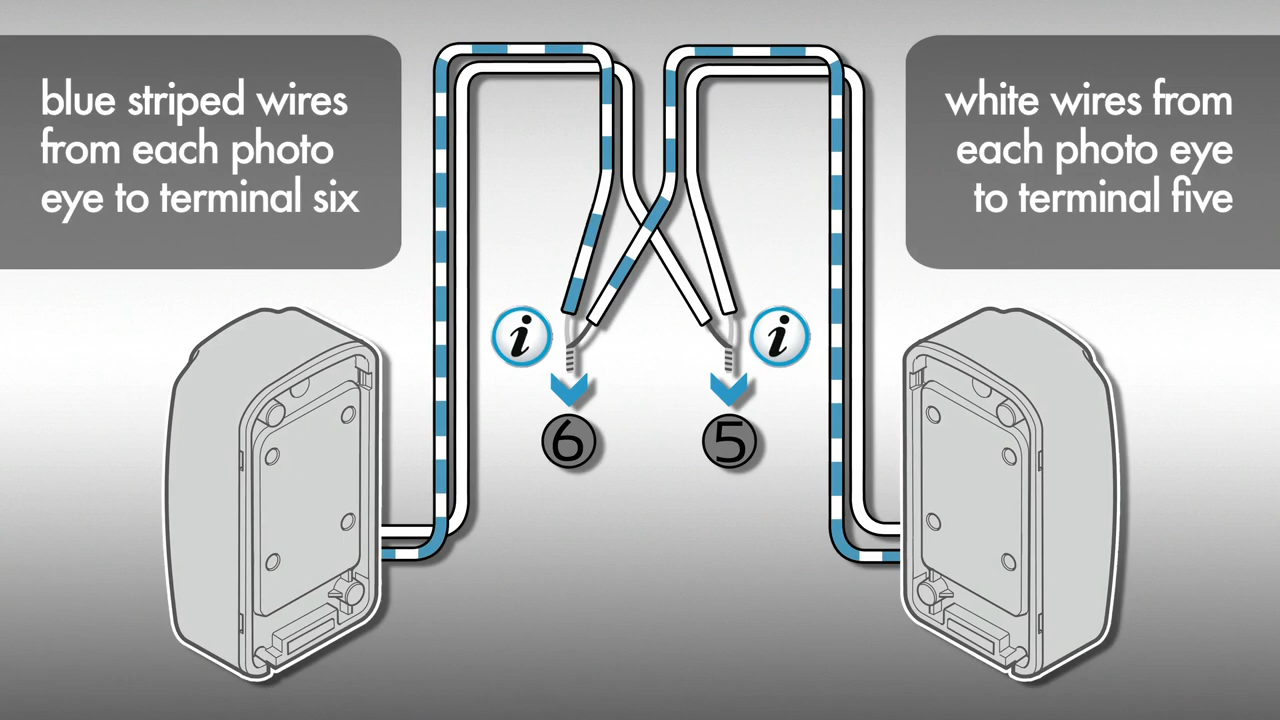 blue striped wires
from each photo
eye to terminal six
white wires from
each photo eye
to terminal five
i
i
6
5